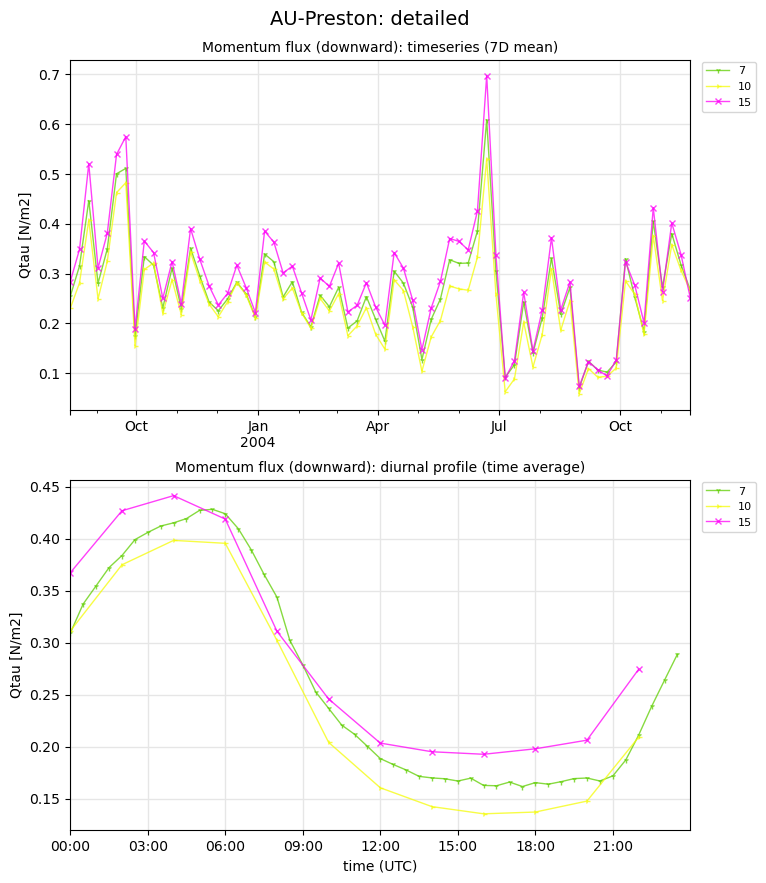 AU-Preston: detailed
Momentum flux (downward): timeseries (7D mean)
Qtau [N/m2]
0.7
0.6
0.5
0.4
0.3
0.2
0.1
Oct
Jan
2004
Apr
Jul
Oct
7
10
15
Momentum flux (downward): diurnal profile (time average)
Qtau [N/m2]
0.45
0.40
0.35
0.30
0.25
0.20
0.15
00:00
03:00
06:00
09:00
12:00
15:00
18:00
21:00
time (UTC)
7
10
15